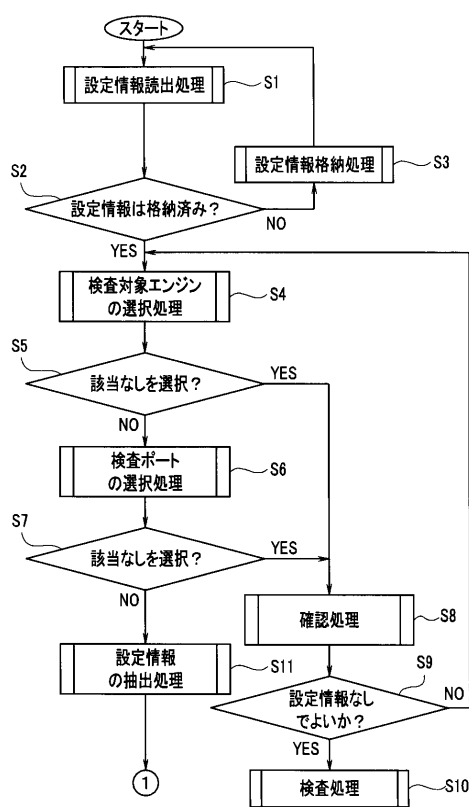 スタート
設定情報読出処理
S1
設定情報格納処理
S3
S2
設定情報は格納済み？
NO
YES
検査対象エンジン
の選択処理
S4
S5
該当なしを選択？
YES
NO
検査ポート
の選択処理
S6
S7
該当なしを選択？
YES
NO
確認処理
S8
設定情報
の抽出処理
S11
S9
設定情報なし
でよいか？
NO
YES
1
検査処理
S10